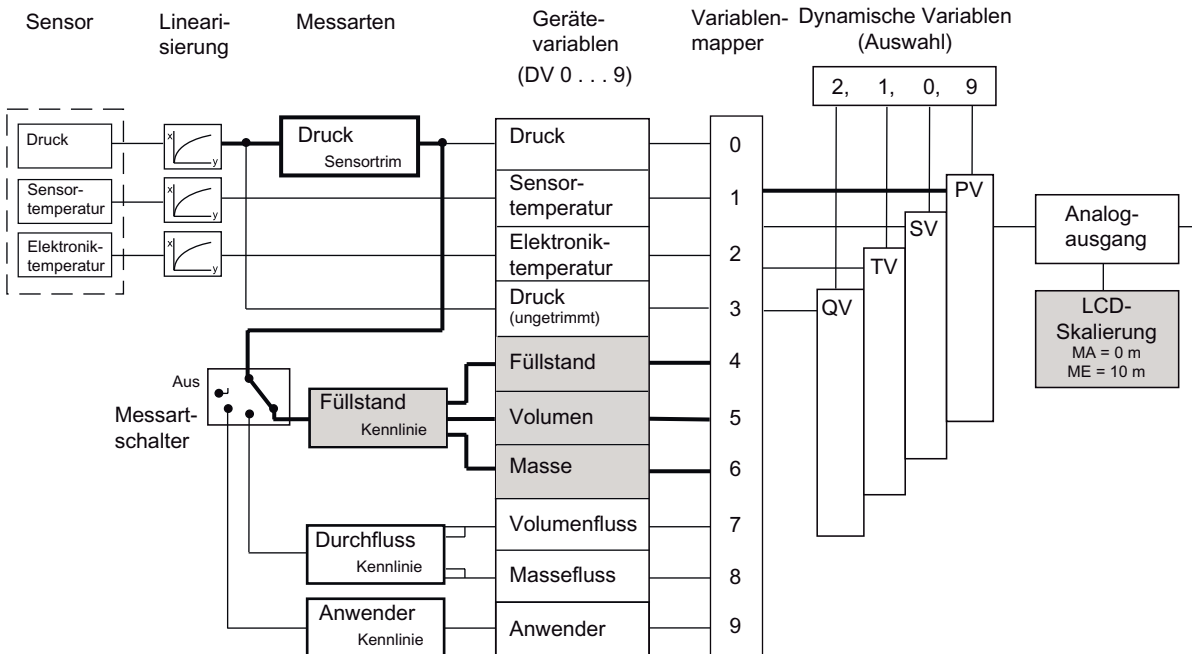 Sensor
Lineari-
sierung
Messarten
Geräte-
variablen
(DV 0 . . . 9)
Variablen-
mapper
Dynamische Variablen
(Auswahl)
2, 1, 0, 9
Druck
x
y
Druck
Sensortrim
Druck
0
Sensor-
temperatur
x
y
Sensor-
temperatur
1
PV
Elektronik-
temperatur
x
y
Elektronik-
temperatur
2
SV
TV
QV
Analog-
ausgang
Druck
(ungetrimmt)
3
LCD-
Skalierung
MA = 0 m
ME = 10 m
Aus
Messart-
schalter
Füllstand
Kennlinie
Füllstand
4
Volumen
5
Masse
6
Durchfluss
Kennlinie
Volumenfluss
7
Massefluss
8
Anwender
Kennlinie
Anwender
9